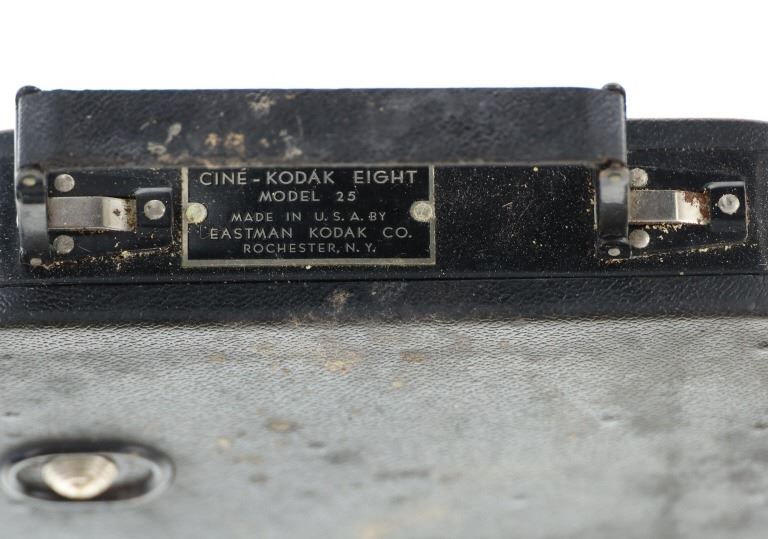 CINÉ-KODAK EIGHT
MODEL 25
MADE IN U.S.A. BY
EASTMAN KODAK CO.
ROCHESTER, N.Y.